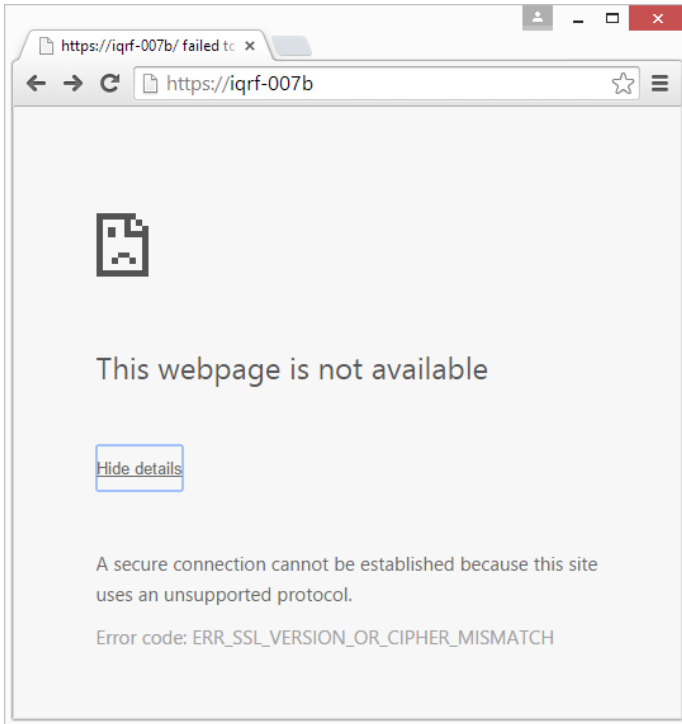 https://iqrf-007b/ failed to
https://iqrf-007b
This webpage is not available
Hide details
A secure connection cannot be established because this site
uses an unsupported protocol.
Error code: ERR_SSL_VERSION_OR_CIPHER_MISMATCH